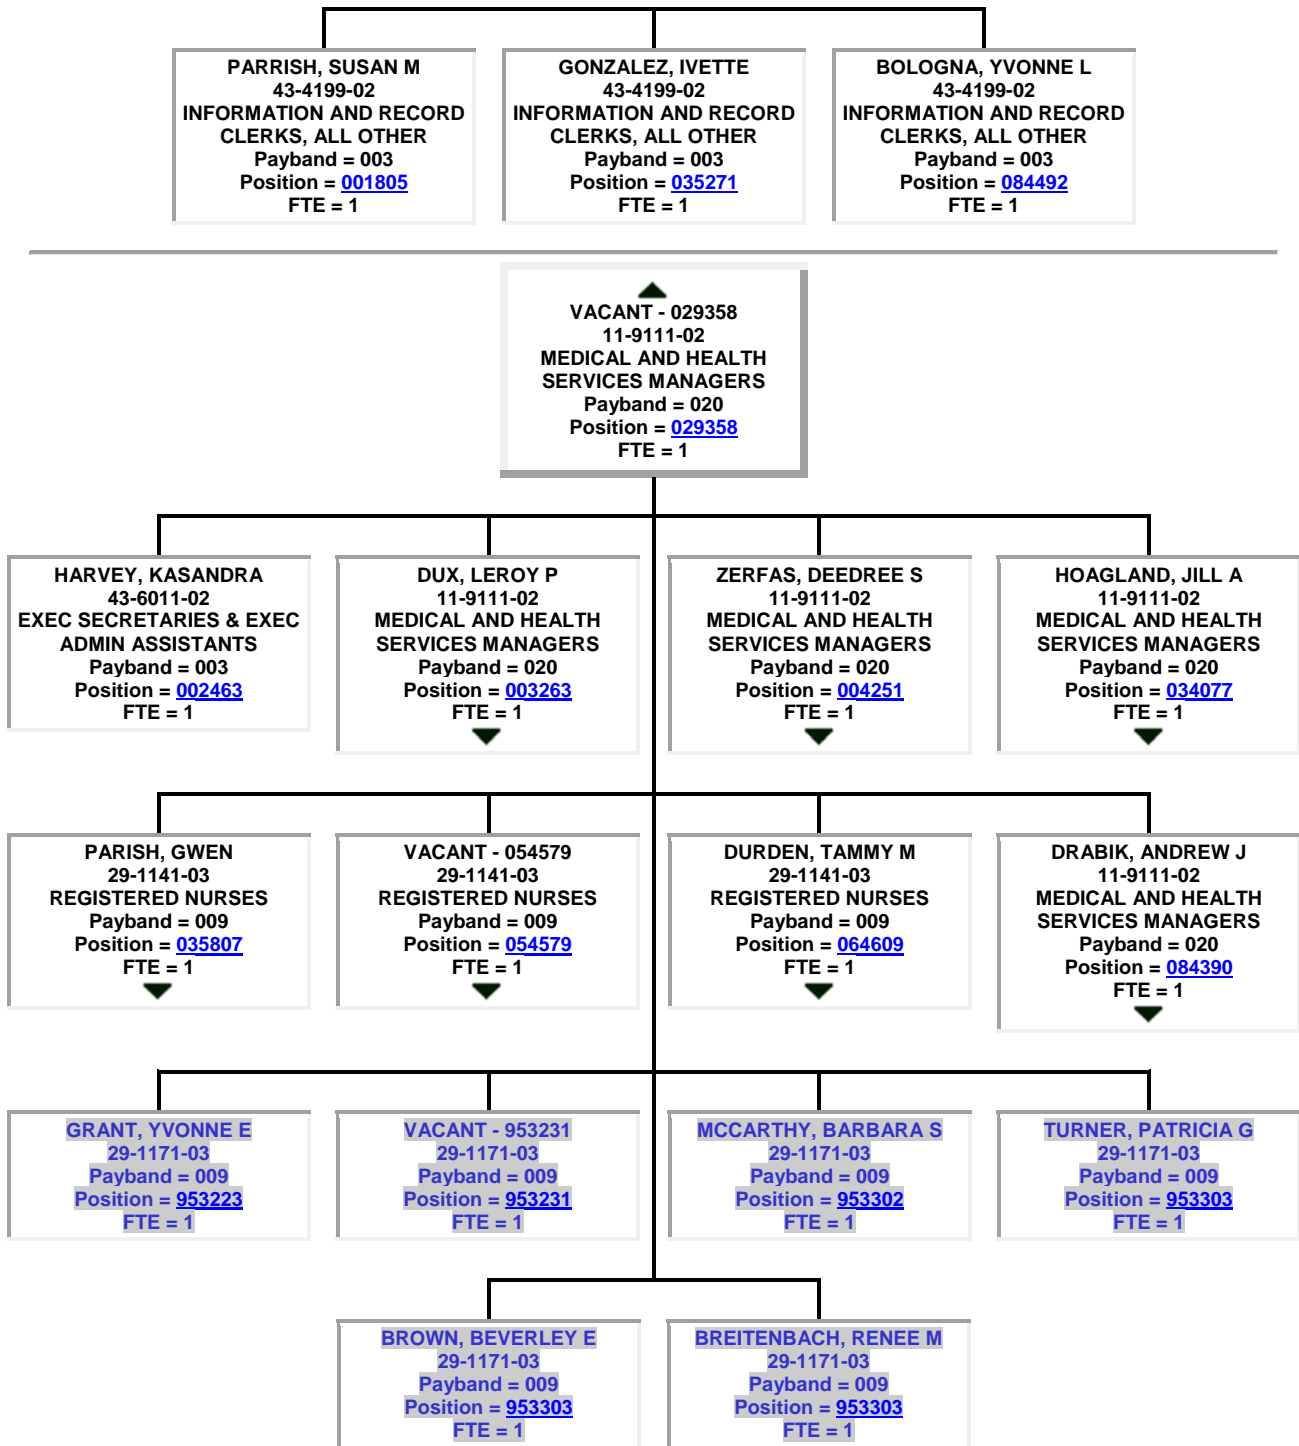 PARRISH, SUSAN M
43-4199-02
INFORMATION AND RECORD
CLERKS, ALL OTHER
Payband = 003
Position = 001805
FTE = 1
GONZALEZ, IVETTE
43-4199-02
INFORMATION AND RECORD
CLERKS, ALL OTHER
Payband = 003
Position = 035271
FTE = 1
BOLOGNA, YVONNE L
43-4199-02
INFORMATION AND RECORD
CLERKS, ALL OTHER
Payband = 003
Position = 084492
FTE = 1
VACANT - 029358
11-9111-02
MEDICAL AND HEALTH
SERVICES MANAGERS
Payband = 020
Position = 029358
FTE = 1
HARVEY, KASANDRA
43-6011-02
EXEC SECRETARIES & EXEC
ADMIN ASSISTANTS
Payband = 003
Position = 002463
FTE = 1
DUX, LEROY P
11-9111-02
MEDICAL AND HEALTH
SERVICES MANAGERS
Payband = 020
Position = 003263
FTE = 1
ZERFAS, DEEDREE S
11-9111-02
MEDICAL AND HEALTH
SERVICES MANAGERS
Payband = 020
Position = 004251
FTE = 1
HOAGLAND, JILL A
11-9111-02
MEDICAL AND HEALTH
SERVICES MANAGERS
Payband = 020
Position = 034077
FTE = 1
PARISH, GWEN
29-1141-03
REGISTERED NURSES
Payband = 009
Position = 035807
FTE = 1
VACANT - 054579
29-1141-03
REGISTERED NURSES
Payband = 009
Position = 054579
FTE = 1
DURDEN, TAMMY M
29-1141-03
REGISTERED NURSES
Payband = 009
Position = 064609
FTE = 1
DRABIK, ANDREW J
11-9111-02
MEDICAL AND HEALTH
SERVICES MANAGERS
Payband = 020
Position = 084390
FTE = 1
GRANT, YVONNE E
29-1171-03
Payband = 009
Position = 953223
FTE = 1
VACANT - 953231
29-1171-03
Payband = 009
Position = 953231
FTE = 1
MCCARTHY, BARBARA S
29-1171-03
Payband = 009
Position = 953302
FTE = 1
TURNER, PATRICIA G
29-1171-03
Payband = 009
Position = 953303
FTE = 1
BROWN, BEVERLEY E
29-1171-03
Payband = 009
Position = 953303
FTE = 1
BREITENBACH, RENEE M
29-1171-03
Payband = 009
Position = 953303
FTE = 1